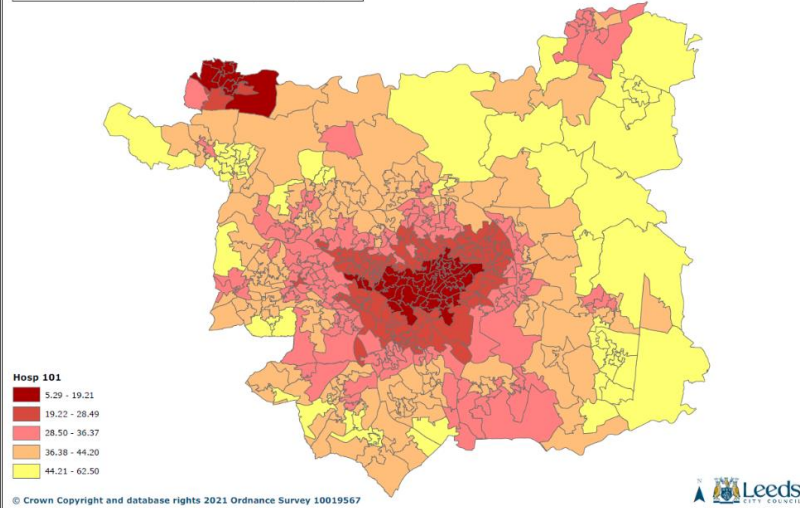 Hosp 101
5.29 - 19.21
19.22 - 28.49
28.50 - 36.37
36.38 - 44.20
44.21 - 62.50
© Crown Copyright and database rights 2021 Ordnance Survey 10019567
N
Leeds
CITY COUNCIL